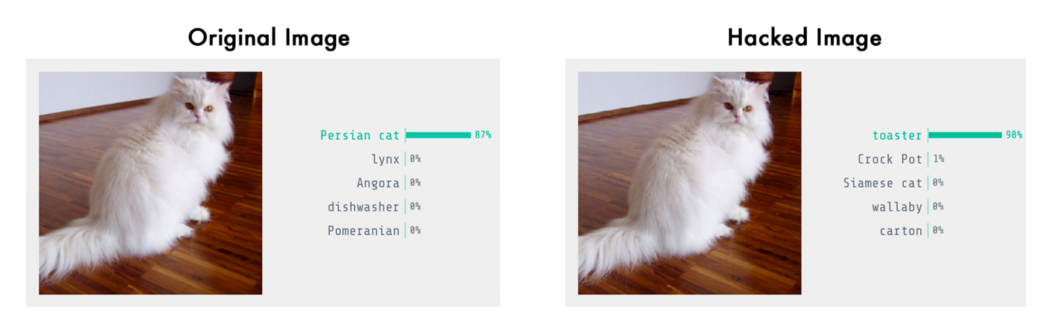 Original Image
Persian cat 87%
lynx 0%
Angora 0%
dishwasher 0%
Pomeranian 0%
Hacked Image
toaster 98%
Crock Pot 1%
Siamese cat 0%
wallaby 0%
carton 0%